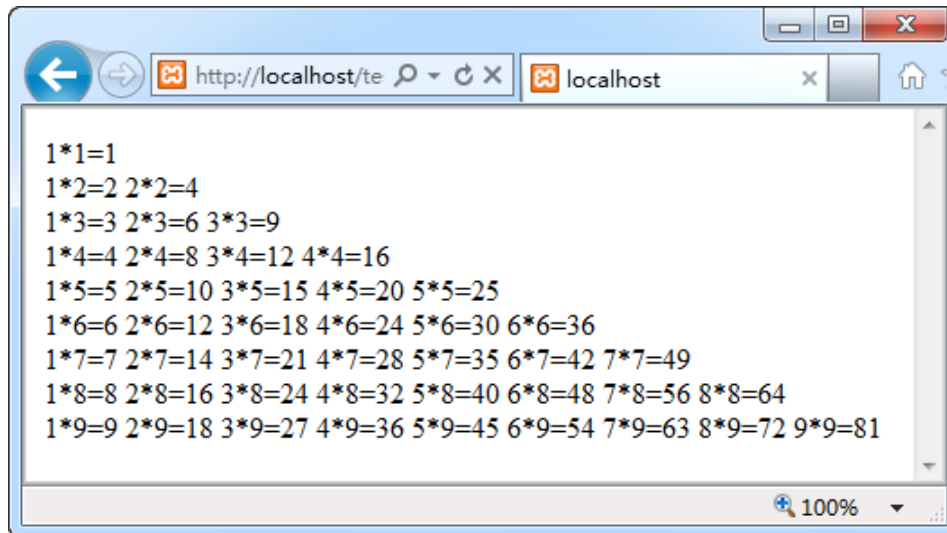 http://localhost/te
localhost
1*1=1
1*2=2 2*2=4
1*3=3 2*3=6 3*3=9
1*4=4 2*4=8 3*4=12 4*4=16
1*5=5 2*5=10 3*5=15 4*5=20 5*5=25
1*6=6 2*6=12 3*6=18 4*6=24 5*6=30 6*6=36
1*7=7 2*7=14 3*7=21 4*7=28 5*7=35 6*7=42 7*7=49
1*8=8 2*8=16 3*8=24 4*8=32 5*8=40 6*8=48 7*8=56 8*8=64
1*9=9 2*9=18 3*9=27 4*9=36 5*9=45 6*9=54 7*9=63 8*9=72 9*9=81
100%